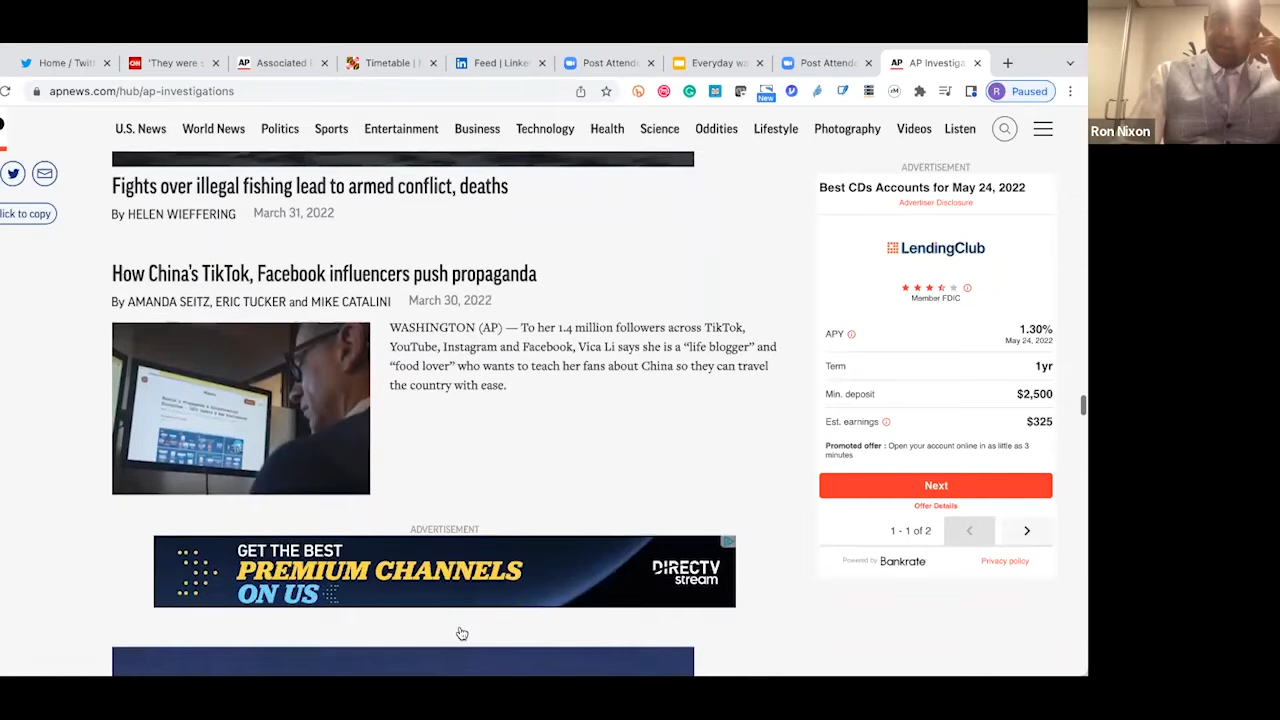 Home / Twit
'They were s
Associated
Timetable |
Feed | Linke
Post Attende
Everyday wa
Post Attende
AP Investiga
apnews.com/hub/ap-investigations
New
R
Paused
Ron Nixon
U.S. News World News Politics Sports Entertainment Business Technology Health Science Oddities Lifestyle Photography Videos Listen
lick to copy
Fights over illegal fishing lead to armed conflict, deaths
By HELEN WIEFFERING March 31, 2022
How China's TikTok, Facebook influencers push propaganda
By AMANDA SEITZ, ERIC TUCKER and MIKE CATALINI March 30, 2022
WASHINGTON (AP) — To her 1.4 million followers across TikTok,
YouTube, Instagram and Facebook, Vica Li says she is a “life blogger” and
“food lover” who wants to teach her fans about China so they can travel
the country with ease.
ADVERTISEMENT
GET THE BEST
PREMIUM CHANNELS
ON US
DIRECTV
stream
ADVERTISEMENT
Best CDs Accounts for May 24, 2022
Advertiser Disclosure
LendingClub
Member FDIC
APY 1.30%
May 24, 2022
Term 1yr
Min. deposit $2,500
Est. earnings $325
Promoted offer : Open your account online in as little as 3
minutes
Next
Offer Details
1 - 1 of 2
Powered by Bankrate Privacy policy